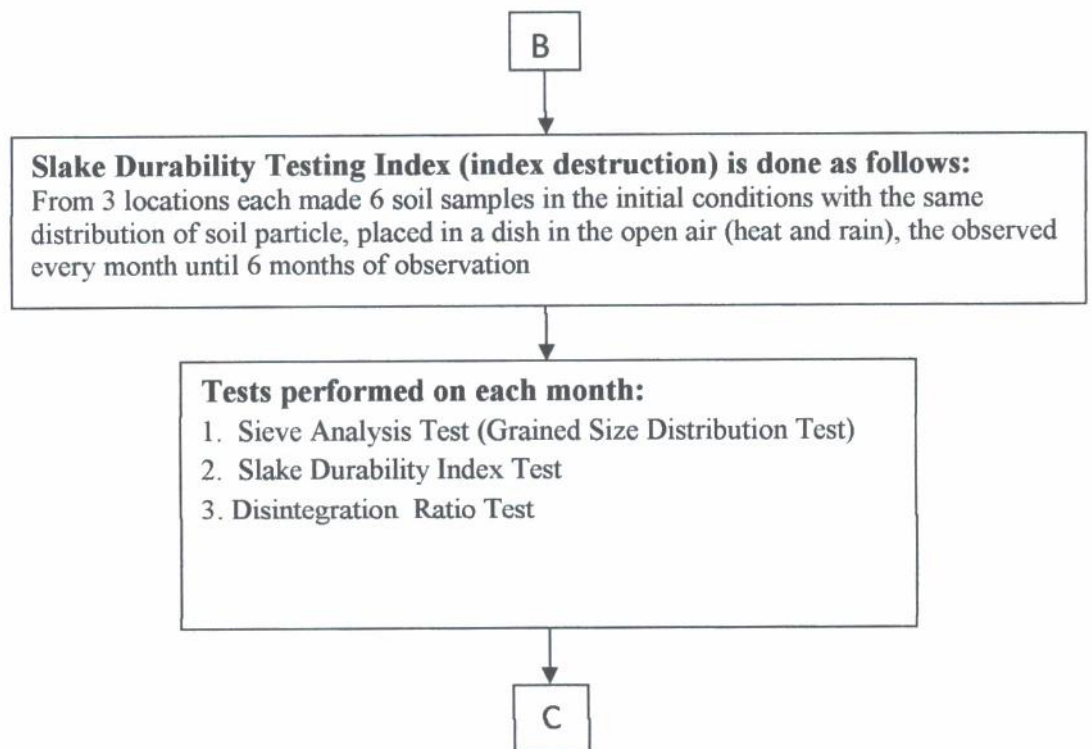 B
Slake Durability Testing Index (index destruction) is done as follows:
From 3 locations each made 6 soil samples in the initial conditions with the same
distribution of soil particle, placed in a dish in the open air (heat and rain), the observed
every month until 6 months of observation
Tests performed on each month:
1. Sieve Analysis Test (Grained Size Distribution Test)
2. Slake Durability Index Test
3. Disintegration Ratio Test
C